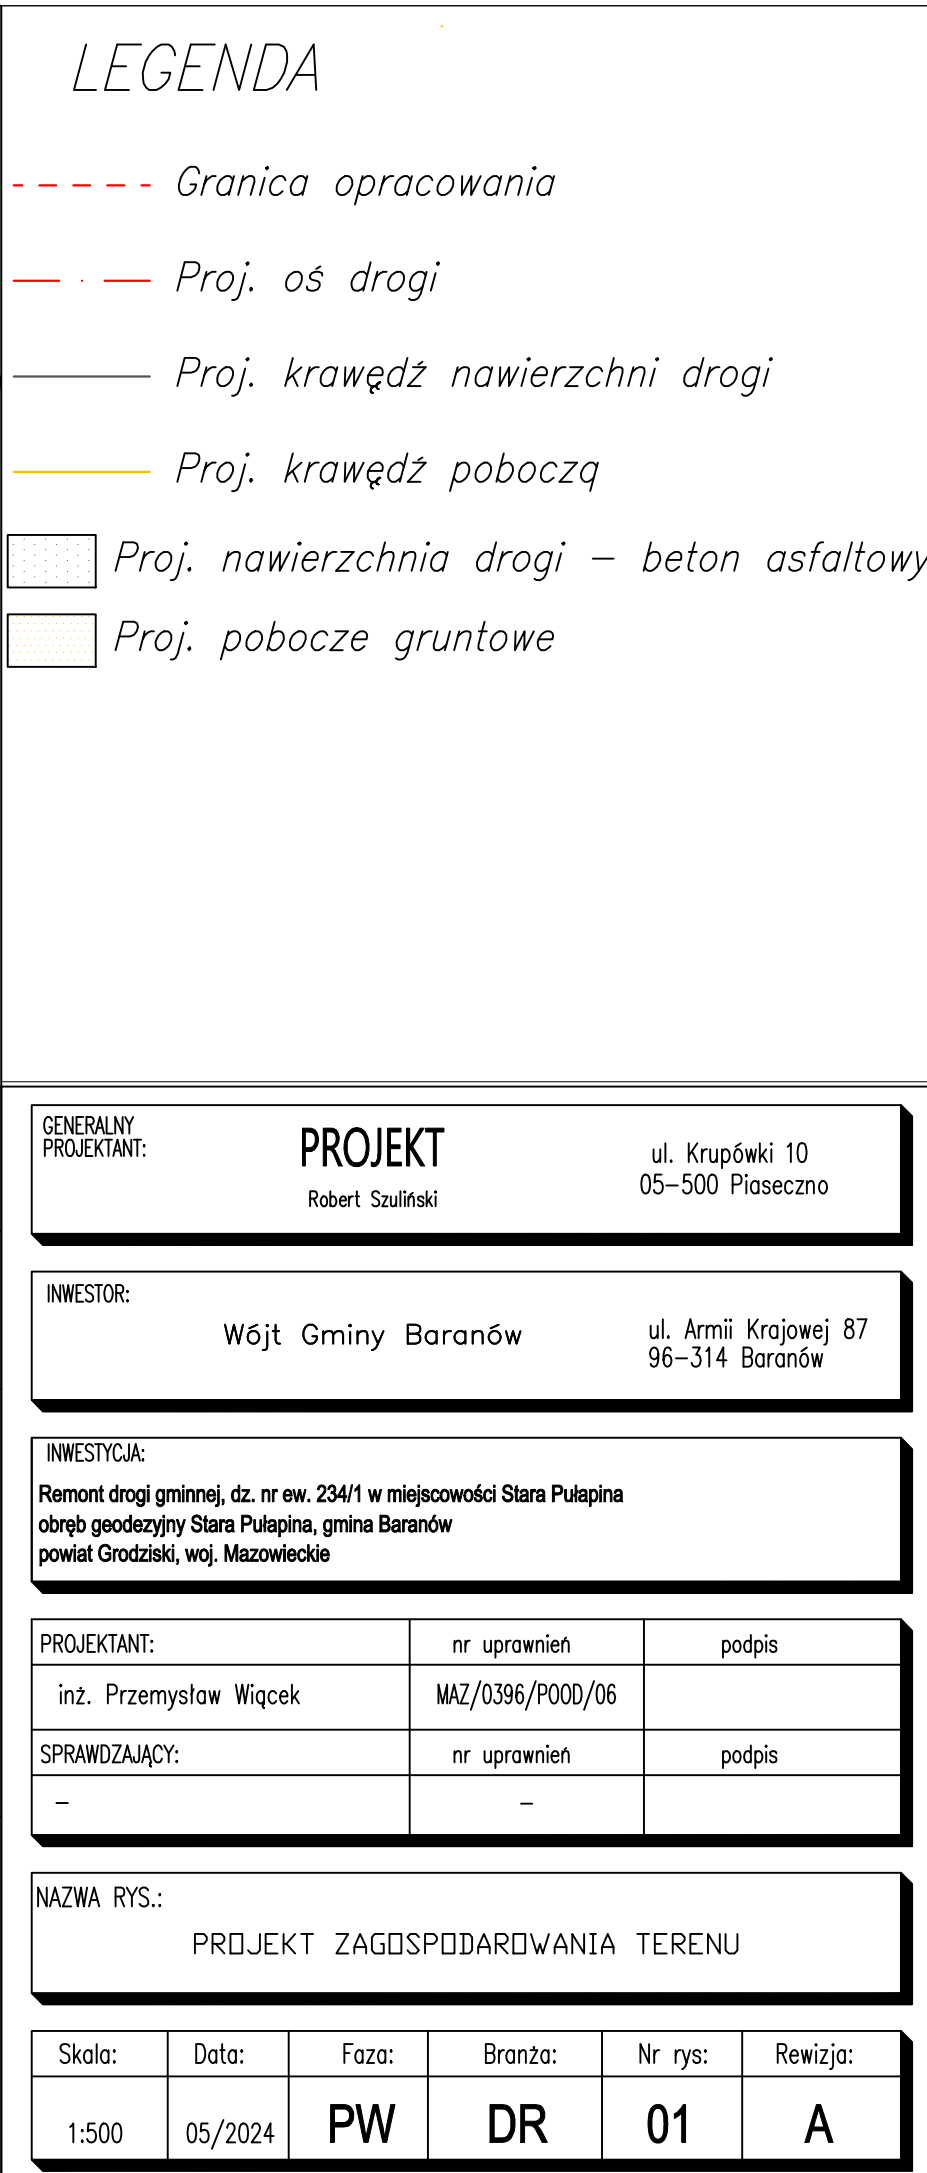 LEGENDA
Granica opracowania
Proj. oś drogi
Proj. krawędź nawierzchni drogi
Proj. krawędź poboczą
Proj. nawierzchnia drogi – beton asfaltowy
Proj. pobocze gruntowe
GENERALNY
PROJEKTANT:
PROJEKT
Robert Szuliński
ul. Krupówki 10
05–500 Piaseczno
INWESTOR:
Wójt Gminy Baranów
ul. Armii Krajowej 87
96–314 Baranów
INWESTYCJA:
Remont drogi gminnej, dz. nr ew. 234/1 w miejscowości Stara Pułapina
obręb geodezyjny Stara Pułapina, gmina Baranów
powiat Grodziski, woj. Mazowieckie
PROJEKTANT: nr uprawnień podpis
inż. Przemysław Wiącek MAZ/0396/POOD/06
SPRAWDZAJĄCY: nr uprawnień podpis
– –
NAZWA RYS.:
PROJEKT ZAGOSPODAROWANIA TERENU
Skala: Data: Faza: Branża: Nr rys: Rewizja:
1:500 05/2024 PW DR 01 A